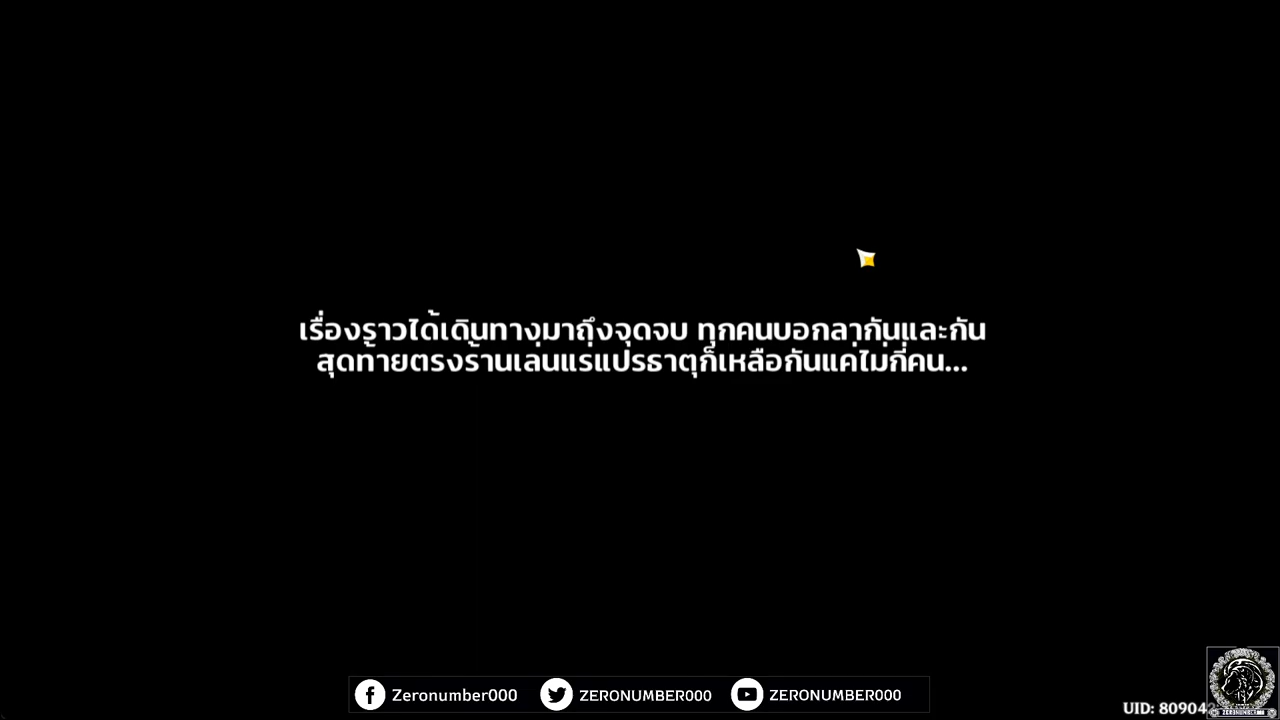 เรื่องราวได้เดินทางมาถึงจุดจบ ทุกคนบอกลากันและกัน
สุดท้ายตรงร้านเล่นแร่แปรธาตุก็เหลือกันแค่ไม่กี่คน...
Zeronumber000 ZERONUMBER000 ZERONUMBER000
UID: 80904